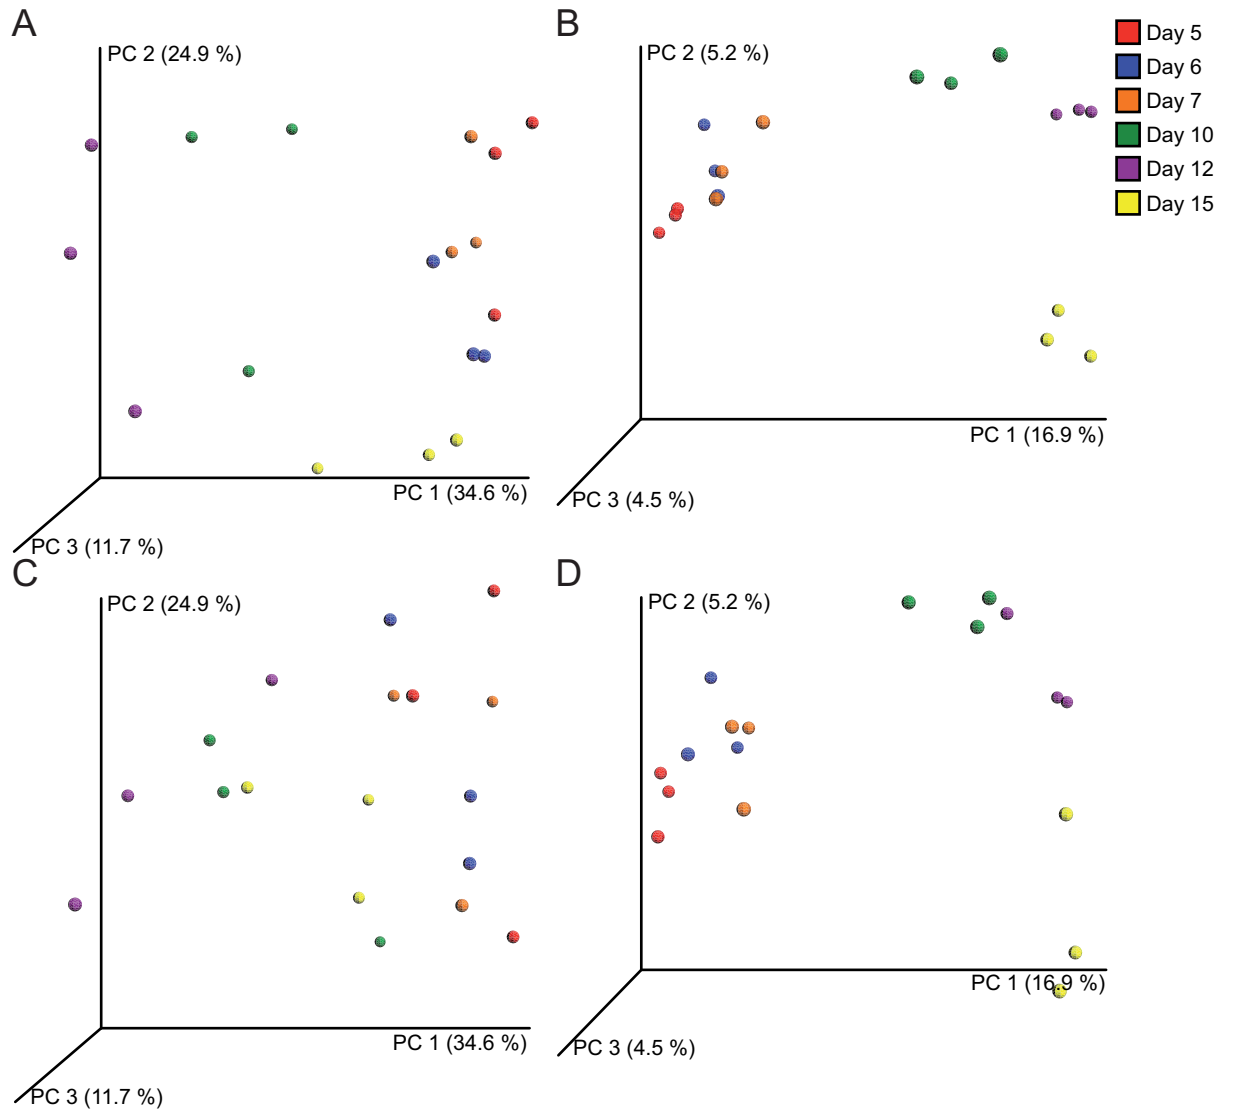 A
PC 2 (24.9 %)
PC 1 (34.6 %)
PC 3 (11.7 %)
B
PC 2 (5.2 %)
PC 1 (16.9 %)
PC 3 (4.5 %)
Day 5
Day 6
Day 7
Day 10
Day 12
Day 15
C
PC 2 (24.9 %)
PC 1 (34.6 %)
PC 3 (11.7 %)
D
PC 2 (5.2 %)
PC 1 (16.9 %)
PC 3 (4.5 %)